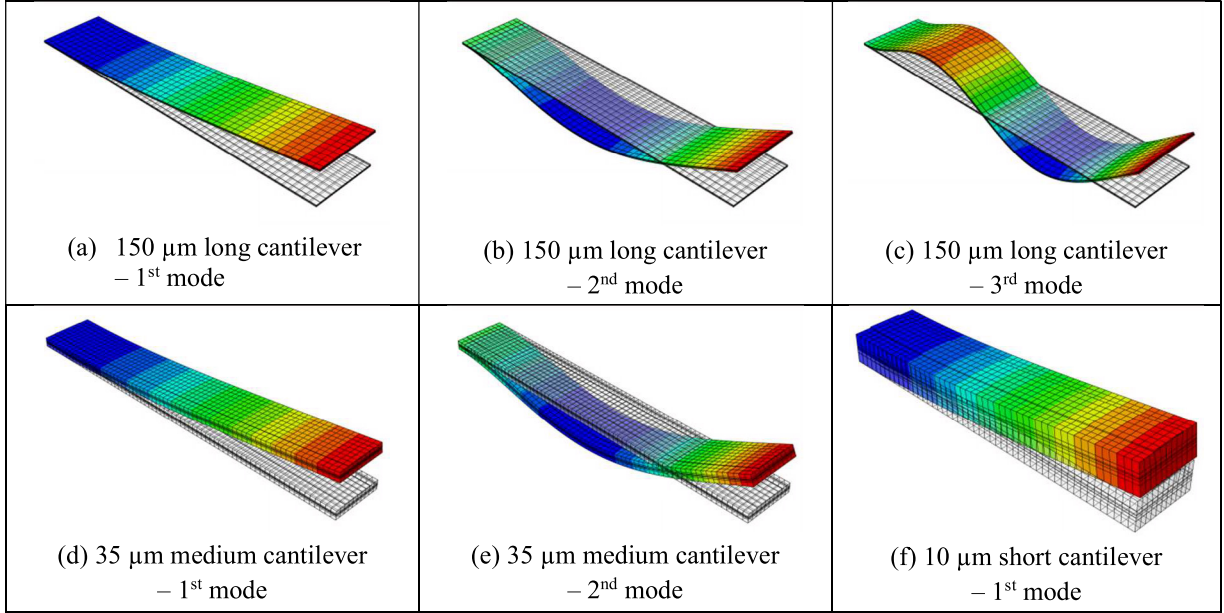 (a) 150 µm long cantilever
– 1st mode
(b) 150 µm long cantilever
– 2nd mode
(c) 150 µm long cantilever
– 3rd mode
(d) 35 µm medium cantilever
– 1st mode
(e) 35 µm medium cantilever
– 2nd mode
(f) 10 µm short cantilever
– 1st mode